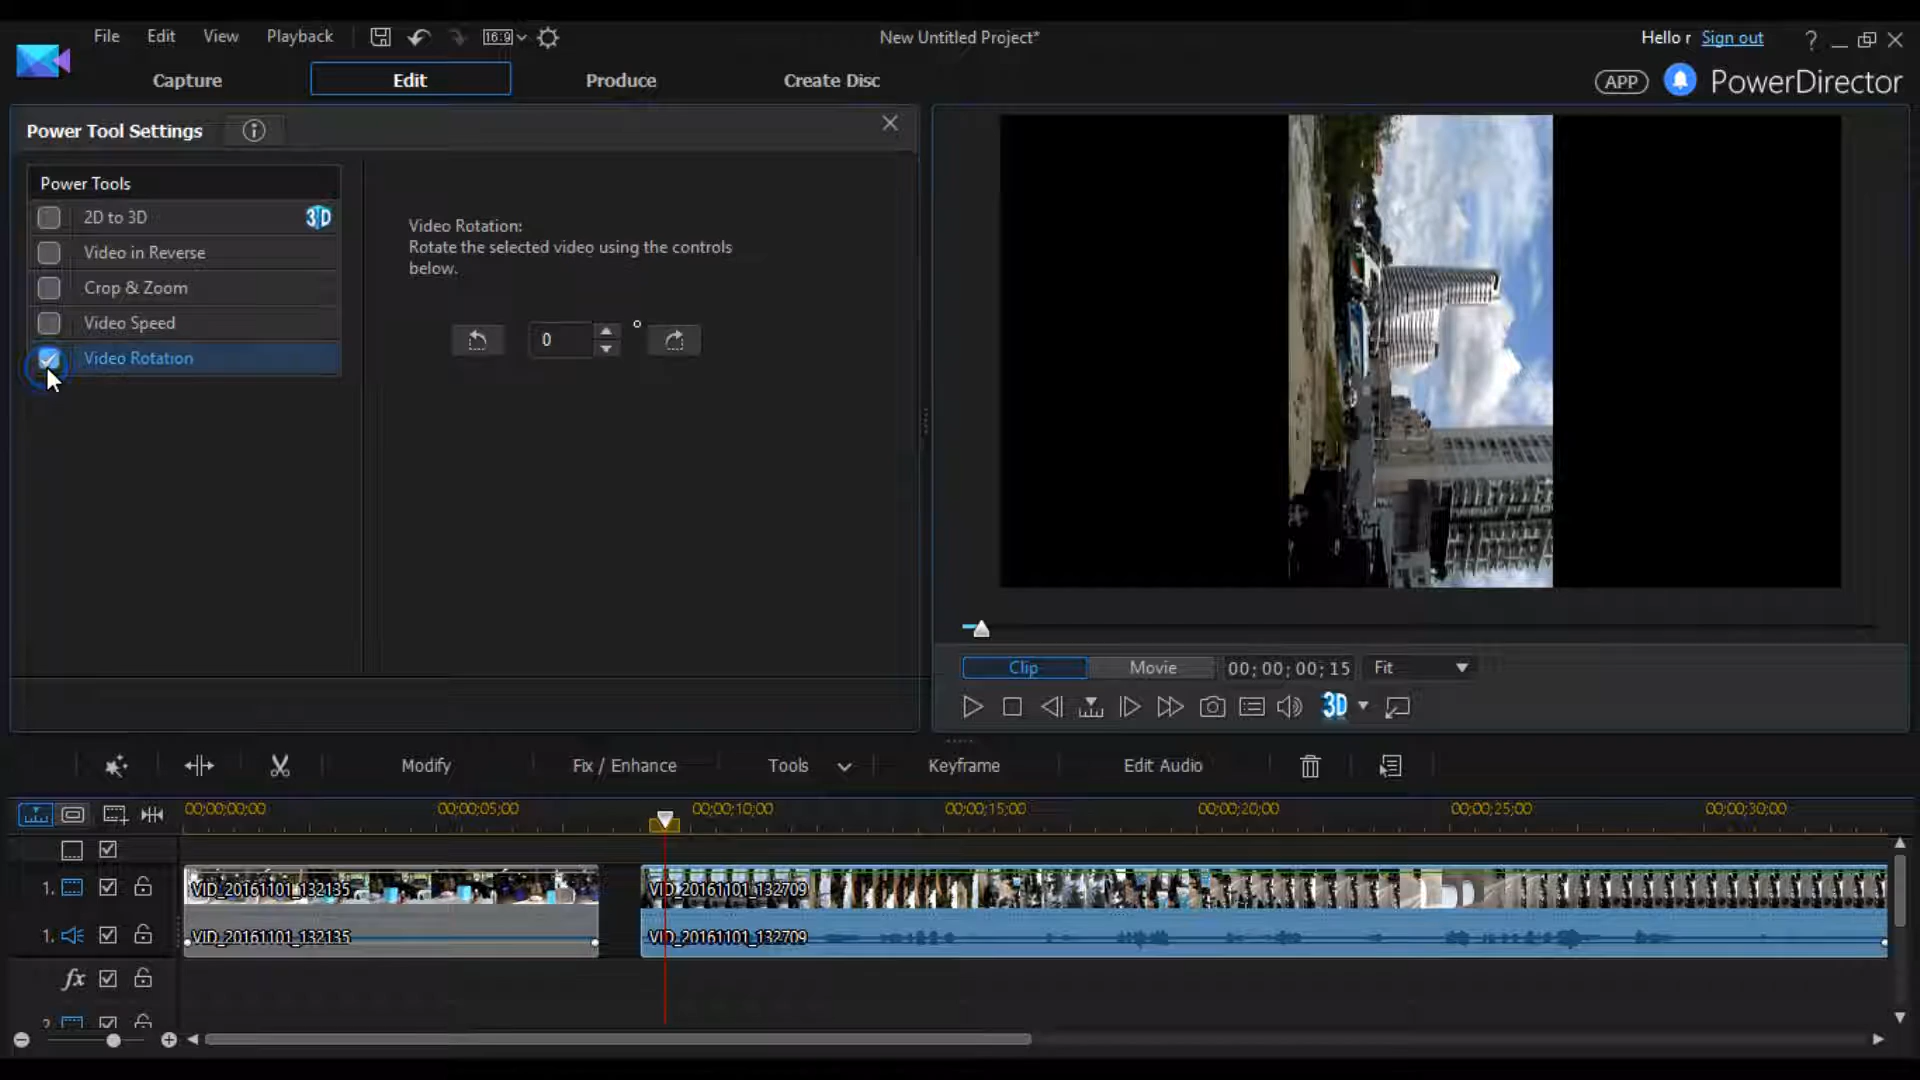 File Edit View Playback 16:9 New Untitled Project* Hello r Sign out ?
Capture Edit Produce Create Disc APP PowerDirector
Power Tool Settings
Power Tools
2D to 3D 3D
Video in Reverse
Crop & Zoom
Video Speed
Video Rotation
Video Rotation:
Rotate the selected video using the controls
below.
0 °
Clip Movie 00;00;00;15 Fit
3D
Modify Fix / Enhance Tools Keyframe Edit Audio
00;00;00;00 00;00;05;00 00;00;10;00 00;00;15;00 00;00;20;00 00;00;25;00 00;00;30;00
1. VID_20161101_132135 VID_20161101_132709
1. VID_20161101_132135 VID_20161101_132709
fx
2.